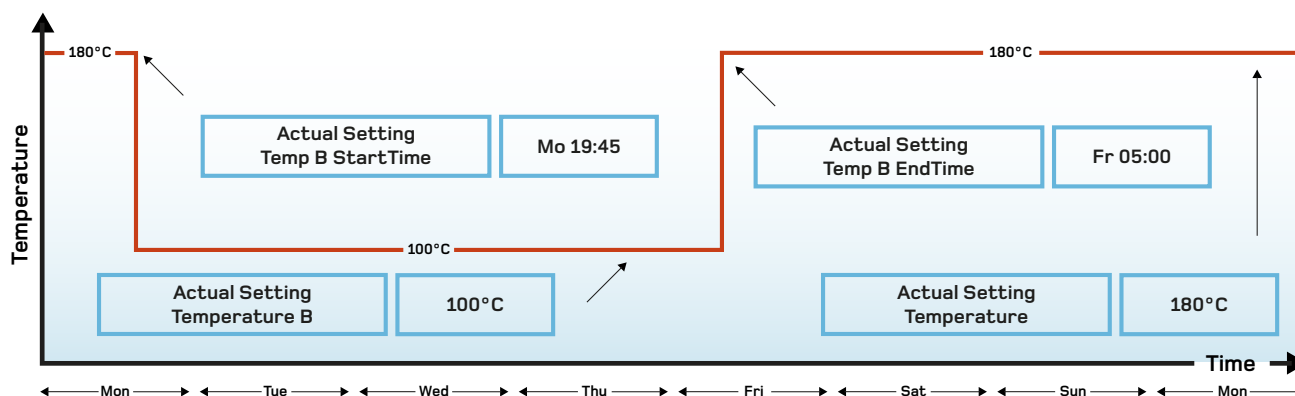 180°C
180°C
Actual Setting
Temp B StartTime
Mo 19:45
Actual Setting
Temp B EndTime
Fr 05:00
Temperature
100°C
Actual Setting
Temperature B
100°C
Actual Setting
Temperature
180°C
Time
Mon
Tue
Wed
Thu
Fri
Sat
Sun
Mon